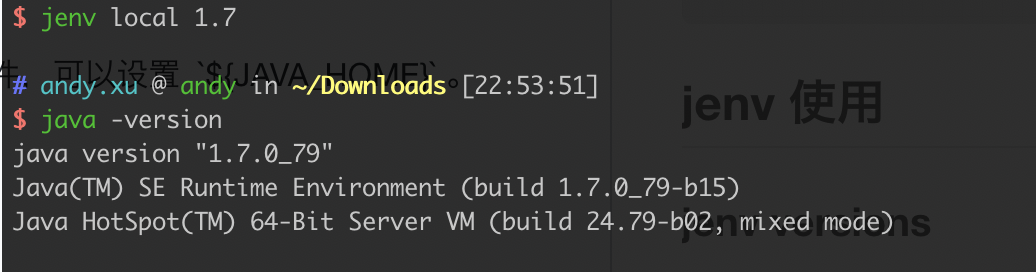 $ jenv local 1.7
件，可以设置 `${JAVA_HOME}`。
# andy.xu @ andy in ~/Downloads [22:53:51]
jenv 使用
$ java -version
java version "1.7.0_79"
Java(TM) SE Runtime Environment (build 1.7.0_79-b15)
Java HotSpot(TM) 64-Bit Server VM (build 24.79-b02, mixed mode)
jenv versions